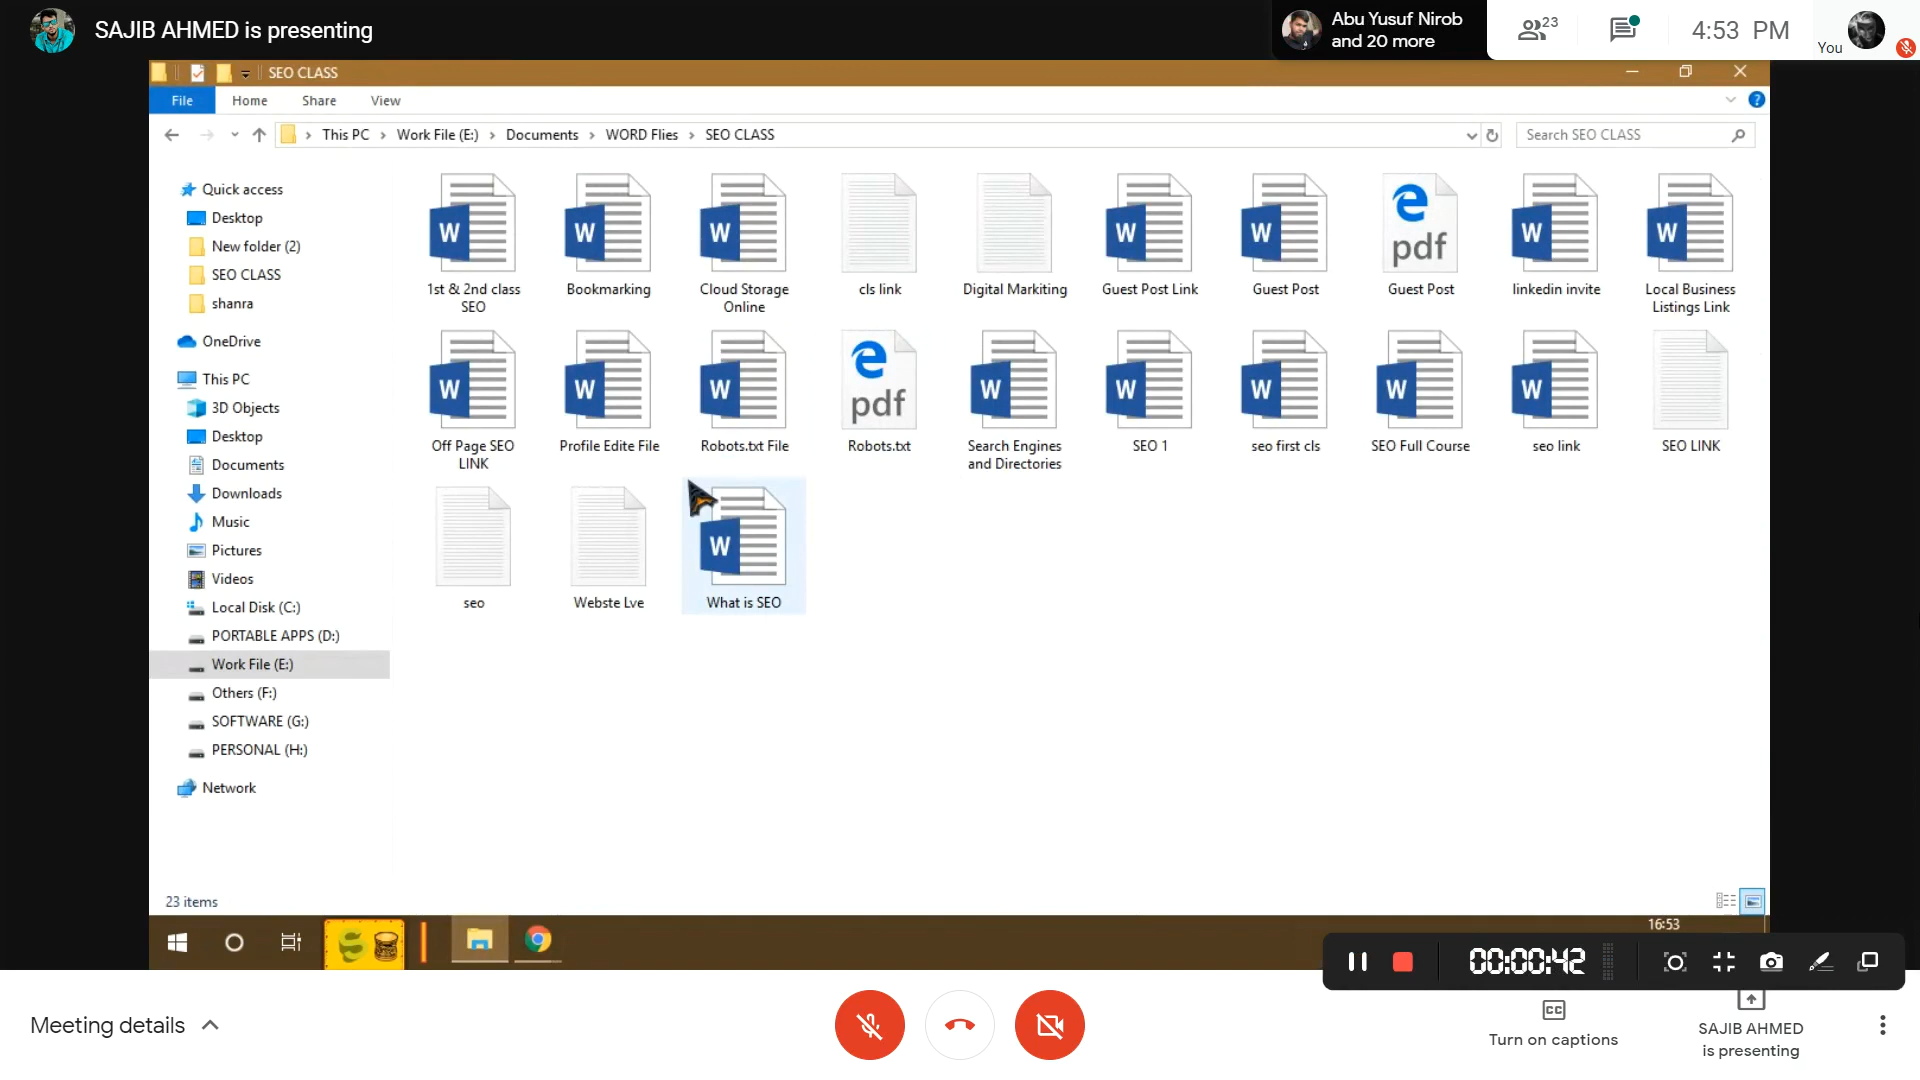 SAJIB AHMED is presenting
Abu Yusuf Nirob
and 20 more
23
4:53 PM
You
SEO CLASS
File Home Share View
This PC > Work File (E:) > Documents > WORD Flies > SEO CLASS
Search SEO CLASS
Quick access
Desktop
New folder (2)
SEO CLASS
shanra
OneDrive
This PC
3D Objects
Desktop
Documents
Downloads
Music
Pictures
Videos
Local Disk (C:)
PORTABLE APPS (D:)
Work File (E:)
Others (F:)
SOFTWARE (G:)
PERSONAL (H:)
Network
1st & 2nd class
SEO
Bookmarking
Cloud Storage
Online
cls link
Digital Markiting
Guest Post Link
Guest Post
pdf
Guest Post
linkedin invite
Local Business
Listings Link
Off Page SEO
LINK
Profile Edite File
Robots.txt File
pdf
Robots.txt
Search Engines
and Directories
SEO 1
seo first cls
SEO Full Course
seo link
SEO LINK
seo
Webste Lve
What is SEO
23 items
16:53
00:00:42
Meeting details
CC
Turn on captions
SAJIB AHMED
is presenting